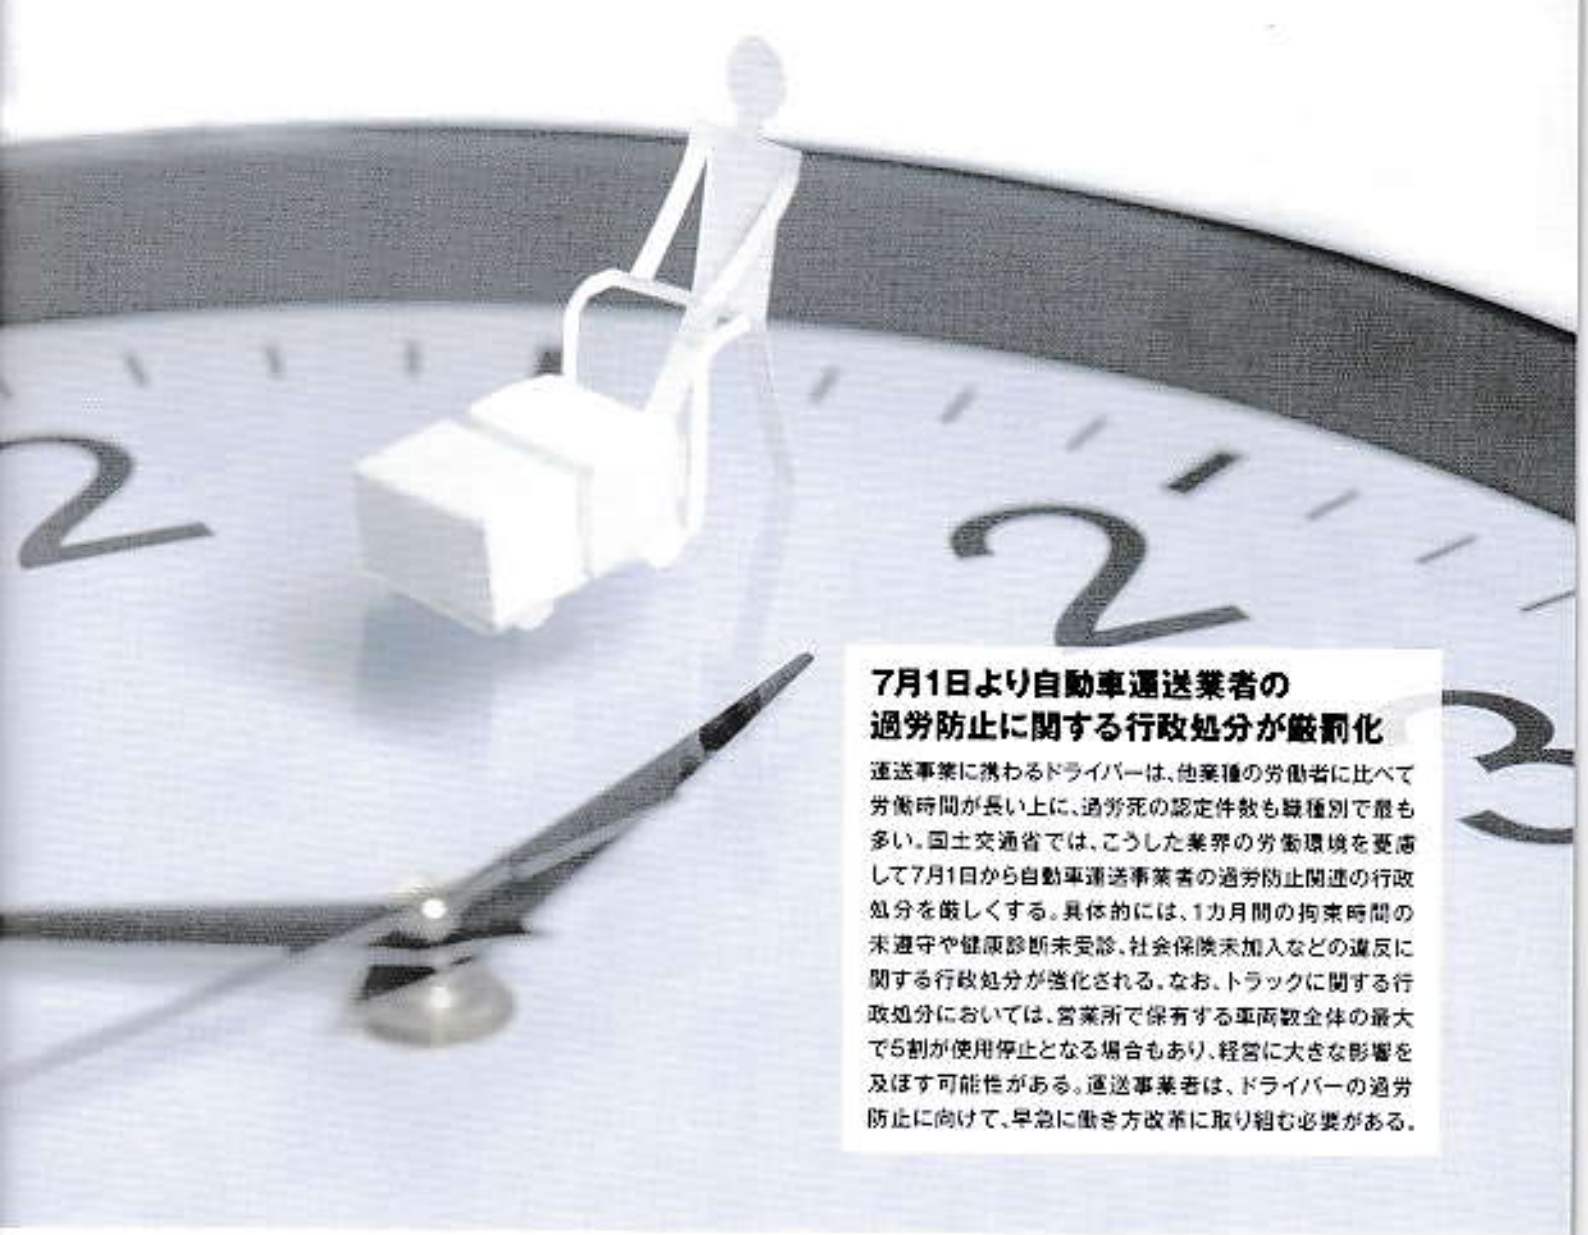 2
2
3
7月1日より自動車運送業者の
過労防止に関する行政処分が厳罰化
運送事業に携わるドライバーは、他業種の労働者に比べて
労働時間が長い上に、過労死の認定件数も職種別で最も
多い。国土交通省では、こうした業界の労働環境を憂慮
して7月1日から自動車運送事業者の過労防止関連の行政
処分を厳しくする。具体的には、1カ月間の拘束時間の
未遵守や健康診断未受診、社会保険未加入などの違反に
関する行政処分が強化される。なお、トラックに関する行
政処分においては、営業所で保有する車両数全体の最大
で5割が使用停止となる場合もあり、経営に大きな影響を
及ぼす可能性がある。運送事業者は、ドライバーの過労
防止に向けて、早急に働き方改革に取り組む必要がある。